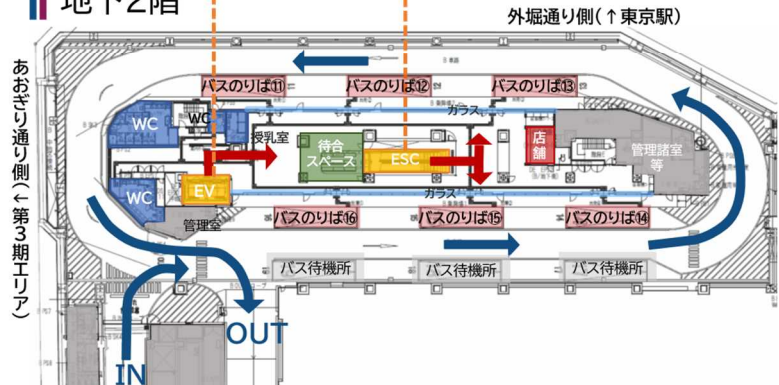 地下2階
外堀通り側(↑東京駅)
あおぎり通り側(←第3期エリア)
バスのりば⑪
バスのりば⑫
バスのりば⑬
ガラス
WC
WC
授乳室
待合
スペース
ESC
店
舗
管理諸室
等
EV
WC
ガラス
管理室
バスのりば⑯
バスのりば⑮
バスのりば⑭
バス待機所
バス待機所
バス待機所
OUT
IN